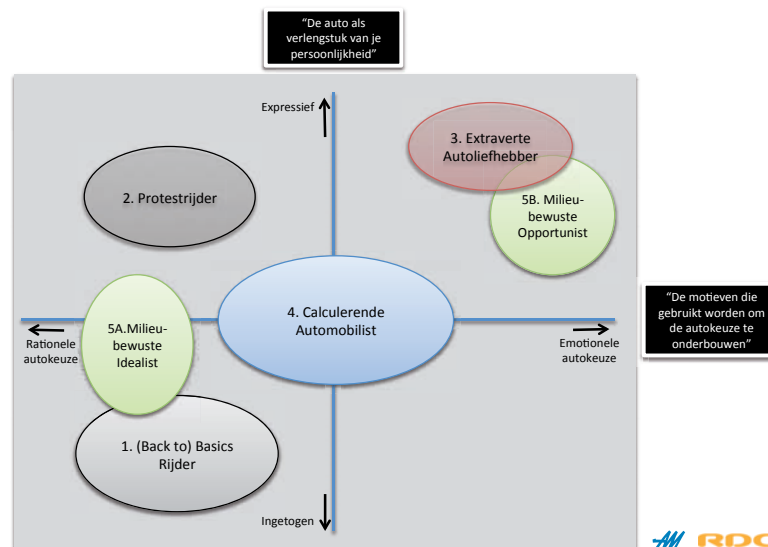 “De auto als
verlengstuk van je
persoonlijkheid”
Expressief
3. Extraverte
Autoliefhebber
2. Protestrijder
5B. Milieu-
bewuste
Opportunist
4. Calculerende
Automobilist
“De motieven die
gebruikt worden om
de autokeuze te
onderbouwen”
5A.Milieu-
bewuste
Idealist
Rationele
autokeuze
Emotionele
autokeuze
1. (Back to) Basics
Rijder
Ingetogen
AM
RDC